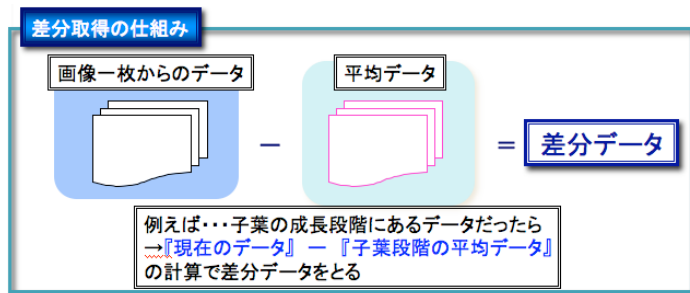 差分取得の仕組み
画像一枚からのデータ
平均データ
－
＝
差分データ
例えば・・・子葉の成長段階にあるデータだったら
→『現在のデータ』 － 『子葉段階の平均データ』
の計算で差分データをとる